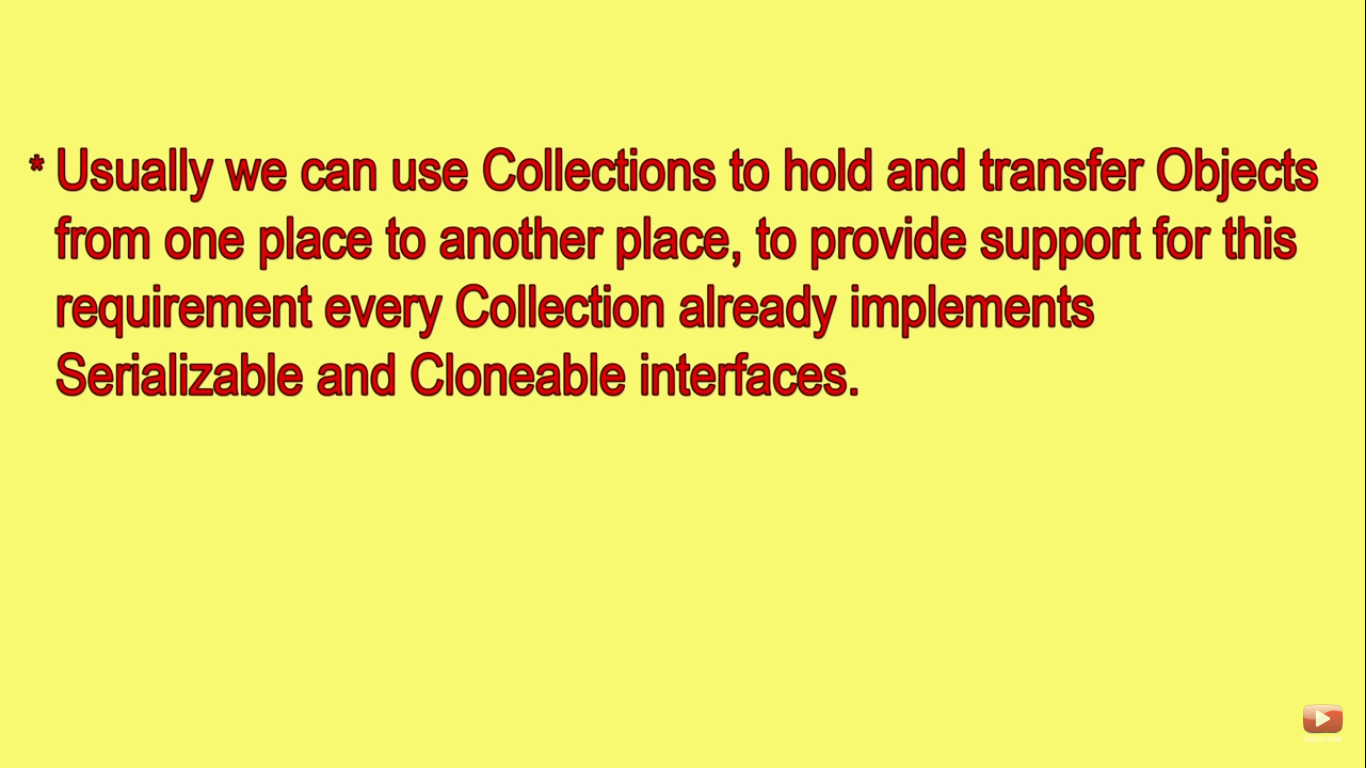 * Usually we can use Collections to hold and transfer Objects
from one place to another place, to provide support for this
requirement every Collection already implements
Serializable and Cloneable interfaces.